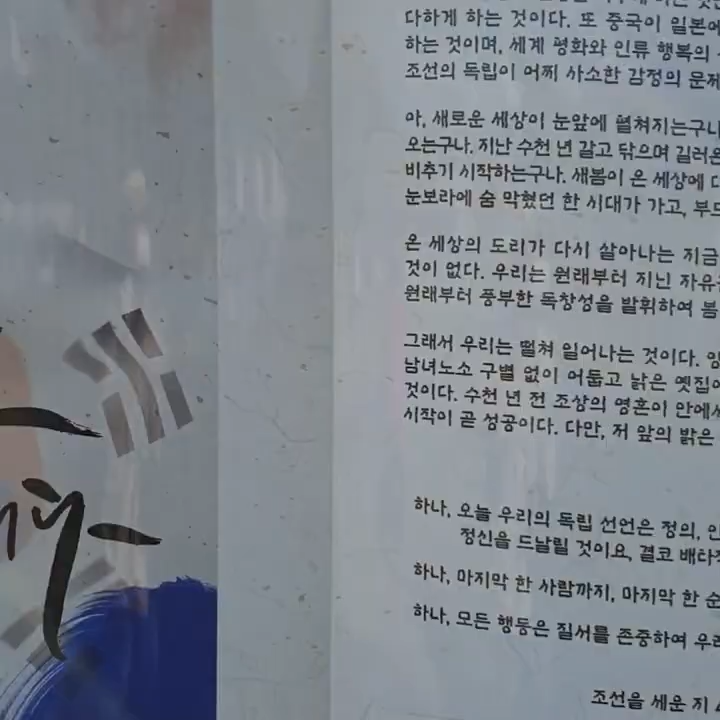 다하게 하는 것이다. 또 중국이 일본에
하는 것이며, 세계 평화와 인류 행복의
조선의 독립이 어찌 사소한 감정의 문제
아, 새로운 세상이 눈앞에 펼쳐지는구나
오는구나. 지난 수천 년 갈고 닦으며 길러온
비추기 시작하는구나. 새봄이 온 세상에 다
눈보라에 숨 막혔던 한 시대가 가고, 부드
온 세상의 도리가 다시 살아나는 지금
것이 없다. 우리는 원래부터 지닌 자유
원래부터 풍부한 독창성을 발휘하여 봄
그래서 우리는 떨쳐 일어나는 것이다. 양
남녀노소 구별 없이 어둡고 낡은 옛집에
것이다. 수천 년 전 조상의 영혼이 안에서
시작이 곧 성공이다. 다만, 저 앞의 밝은
하나, 오늘 우리의 독립 선언은 정의, 인
정신을 드날릴 것이요, 결코 배타적
하나, 마지막 한 사람까지, 마지막 한 순
하나, 모든 행동은 질서를 존중하여 우리
조선을 세운 지 4